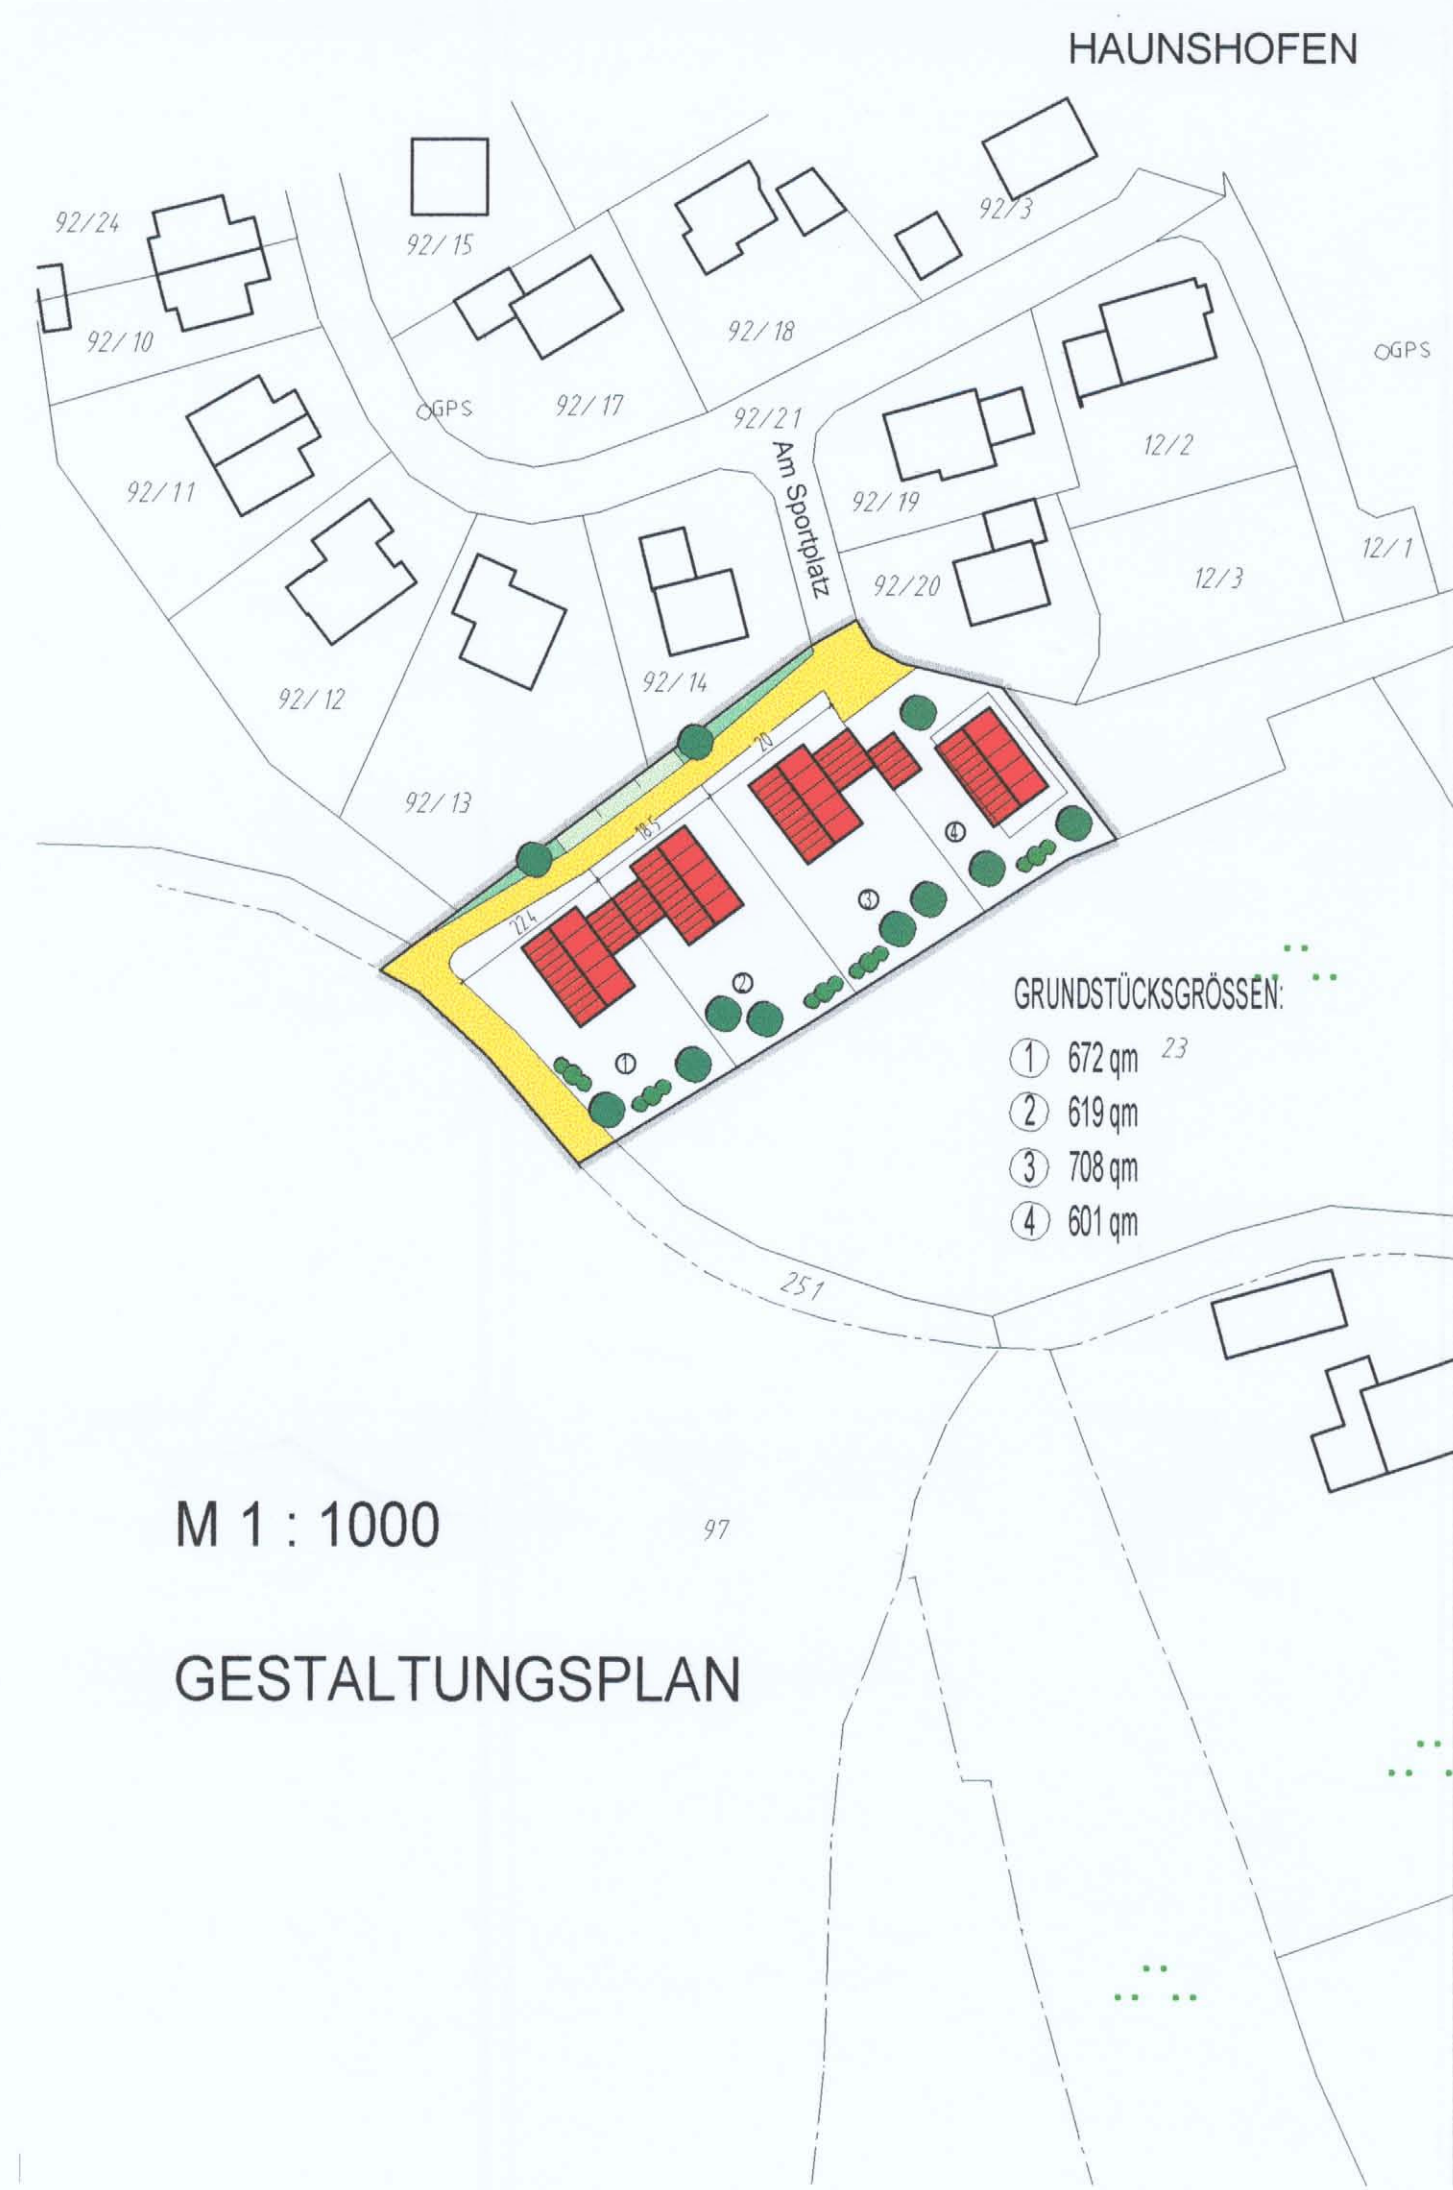 HAUNSHOFEN
92/24
92/15
92/3
92/10
92/18
GPS
GPS
92/17
92/21
12/2
92/11
92/19
Am Sportplatz
12/1
92/20
12/3
92/12
92/14
92/13
20
18.5
22.4
4
3
2
1
GRUNDSTÜCKSGRÖSSEN:
1 672 qm
23
2 619 qm
3 708 qm
4 601 qm
251
M 1 : 1000
97
GESTALTUNGSPLAN